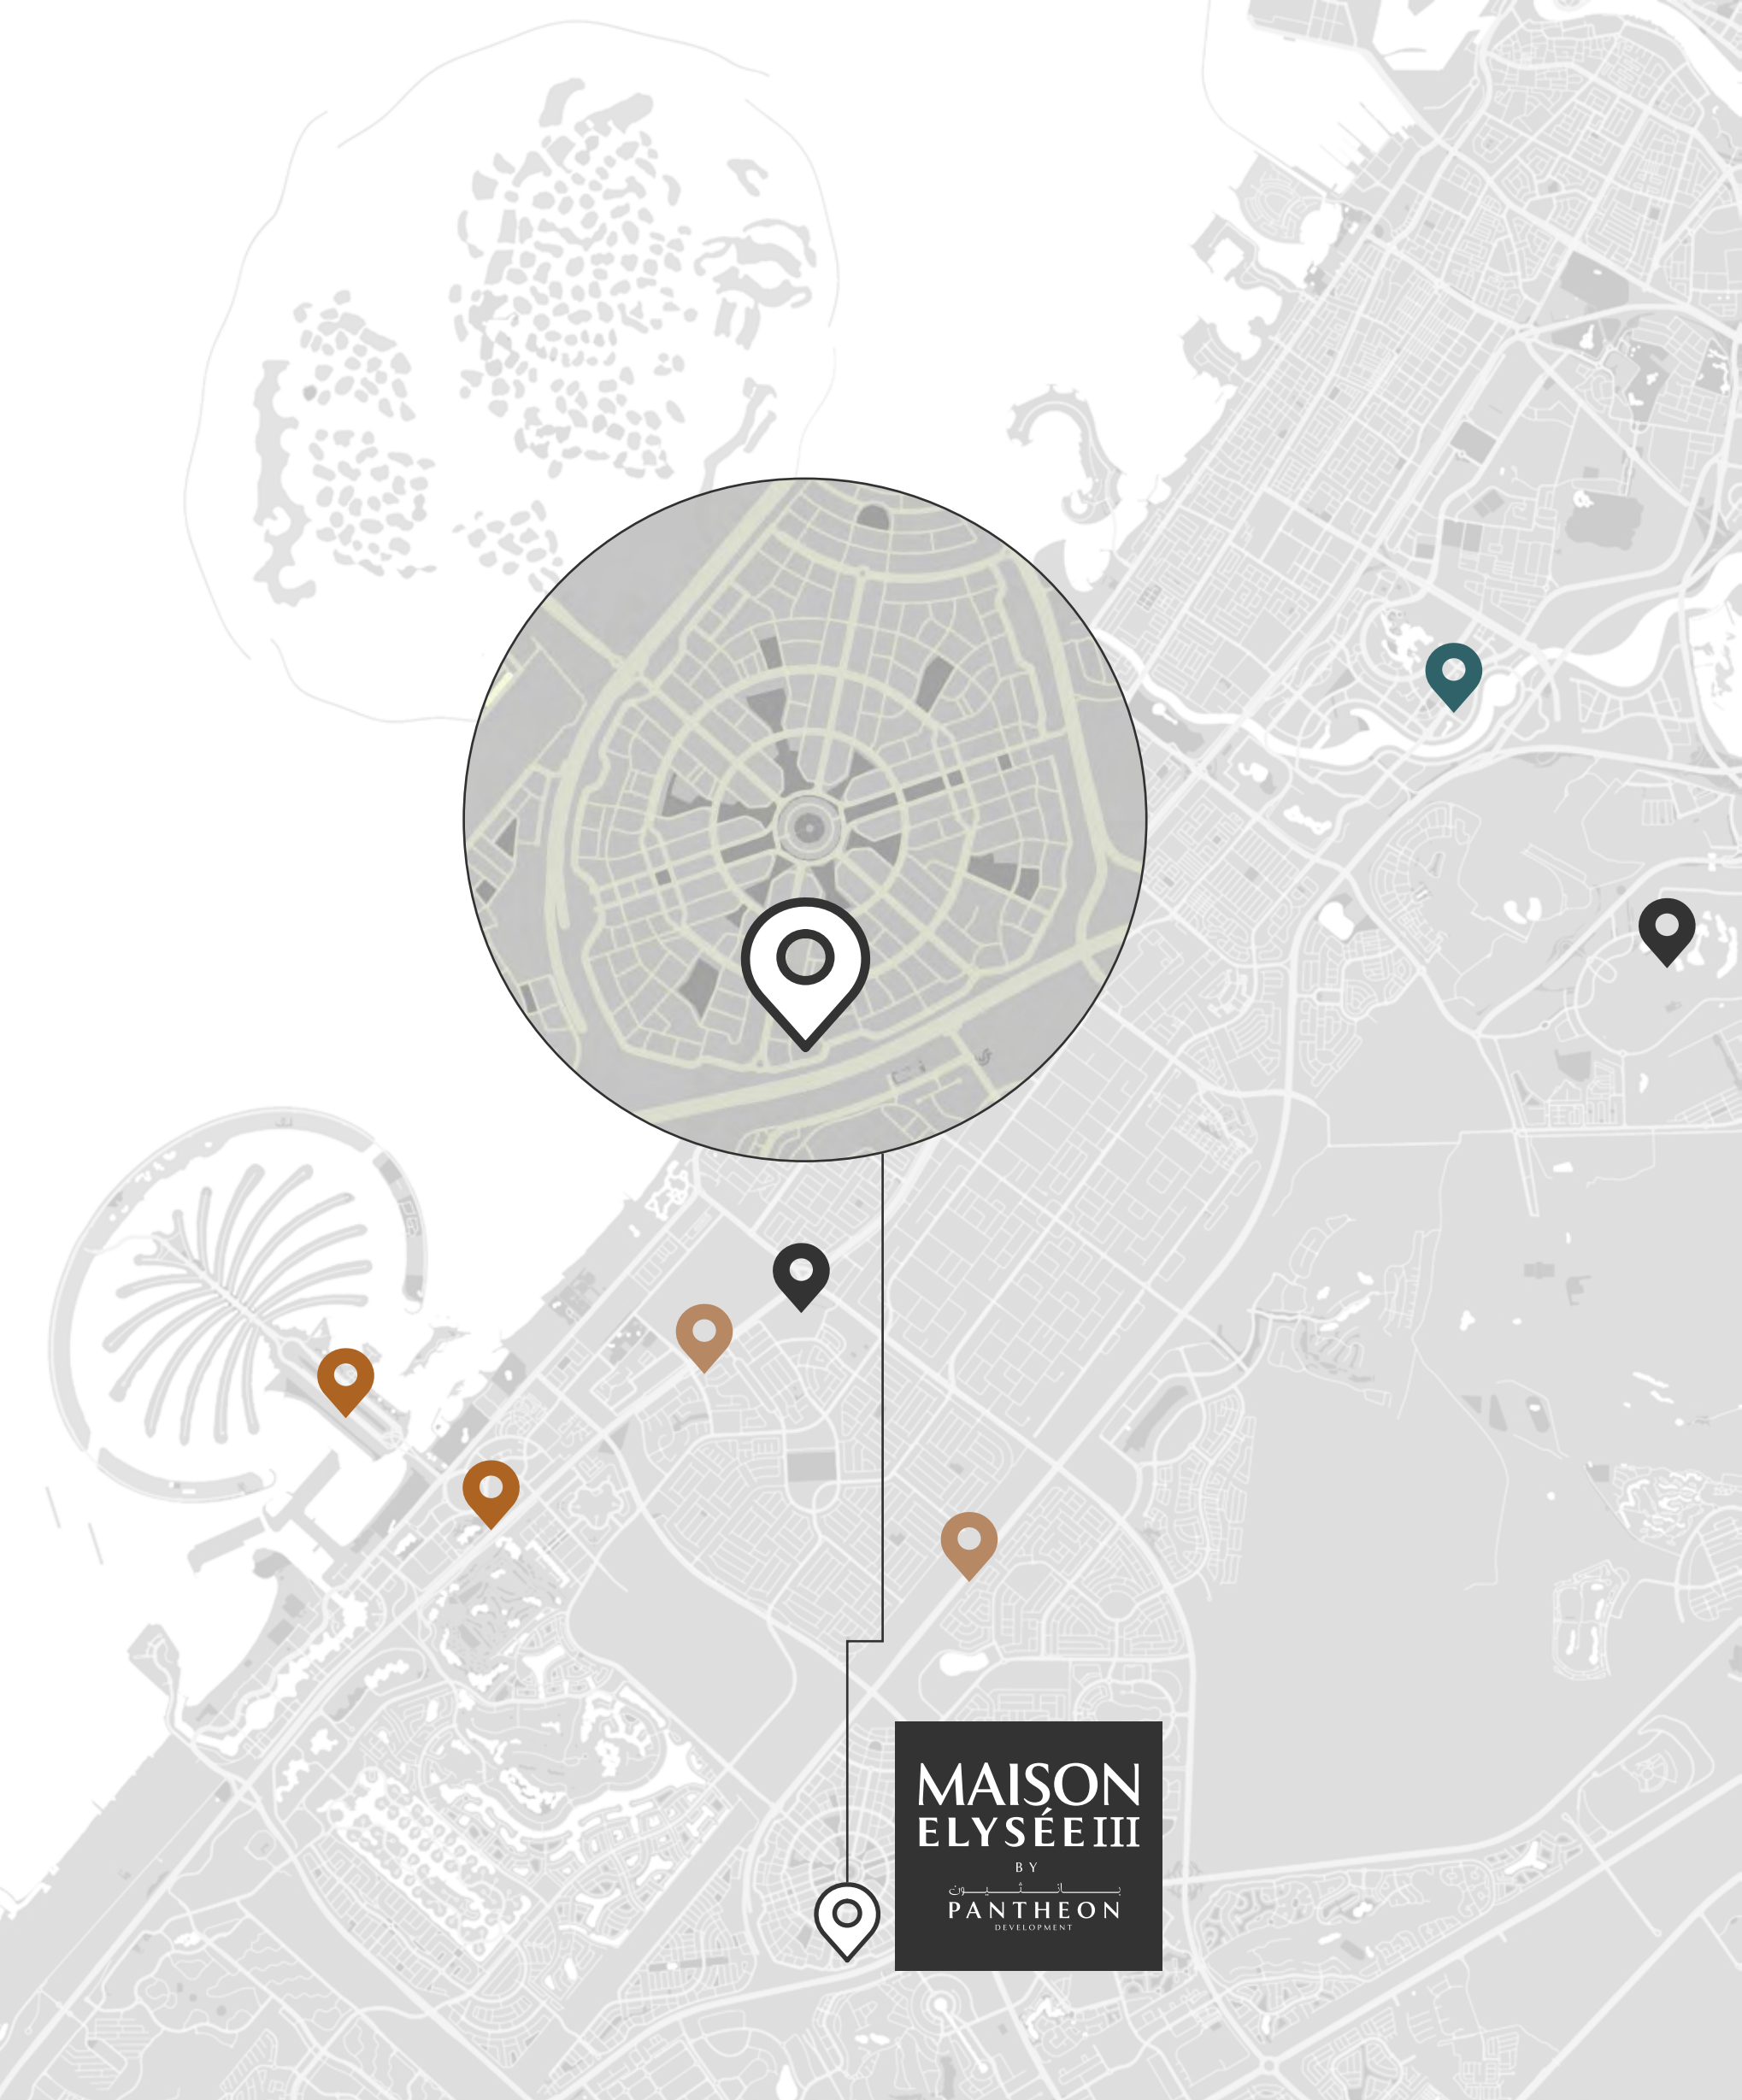 MAISON
ELYSÉE III
BY
بانثيون
PANTHEON
DEVELOPMENT